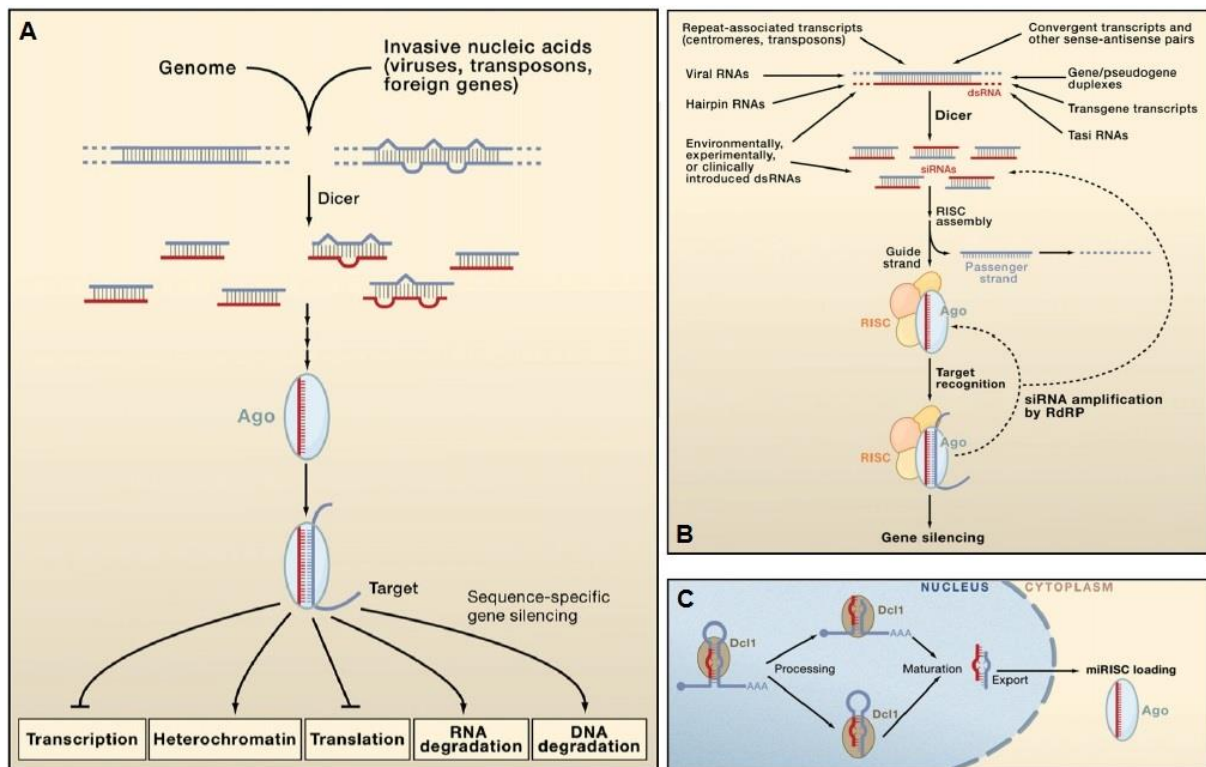 A
Genome
Invasive nucleic acids
(viruses, transposons,
foreign genes)
Dicer
Ago
Target
Sequence-specific
gene silencing
Transcription
Heterochromatin
Translation
RNA
degradation
DNA
degradation
Repeat-associated transcripts
(centromeres, transposons)
Convergent transcripts and
other sense-antisense pairs
Viral RNAs
Gene/pseudogene
duplexes
Hairpin RNAs
dsRNA
Transgene transcripts
Dicer
Tasi RNAs
Environmentally,
experimentally,
or clinically
introduced dsRNAs
siRNAs
RISC
assembly
Guide
strand
Passenger
strand
Ago
RISC
Target
recognition
siRNA amplification
by RdRP
Ago
RISC
B
Gene silencing
C
NUCLEUS
CYTOPLASM
Dcl1
AAA
Dcl1
AAA
Processing
Maturation
Export
miRISC loading
Dcl1
Ago